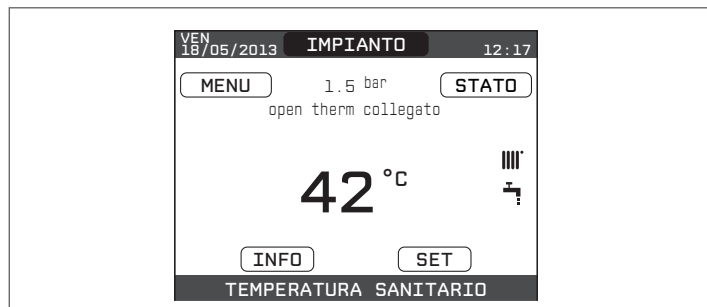 VEN
18/05/2013 IMPIANTO 12:17
MENU 1.5 bar STATO
open therm collegato
42 °C
INFO SET
TEMPERATURA SANITARIO